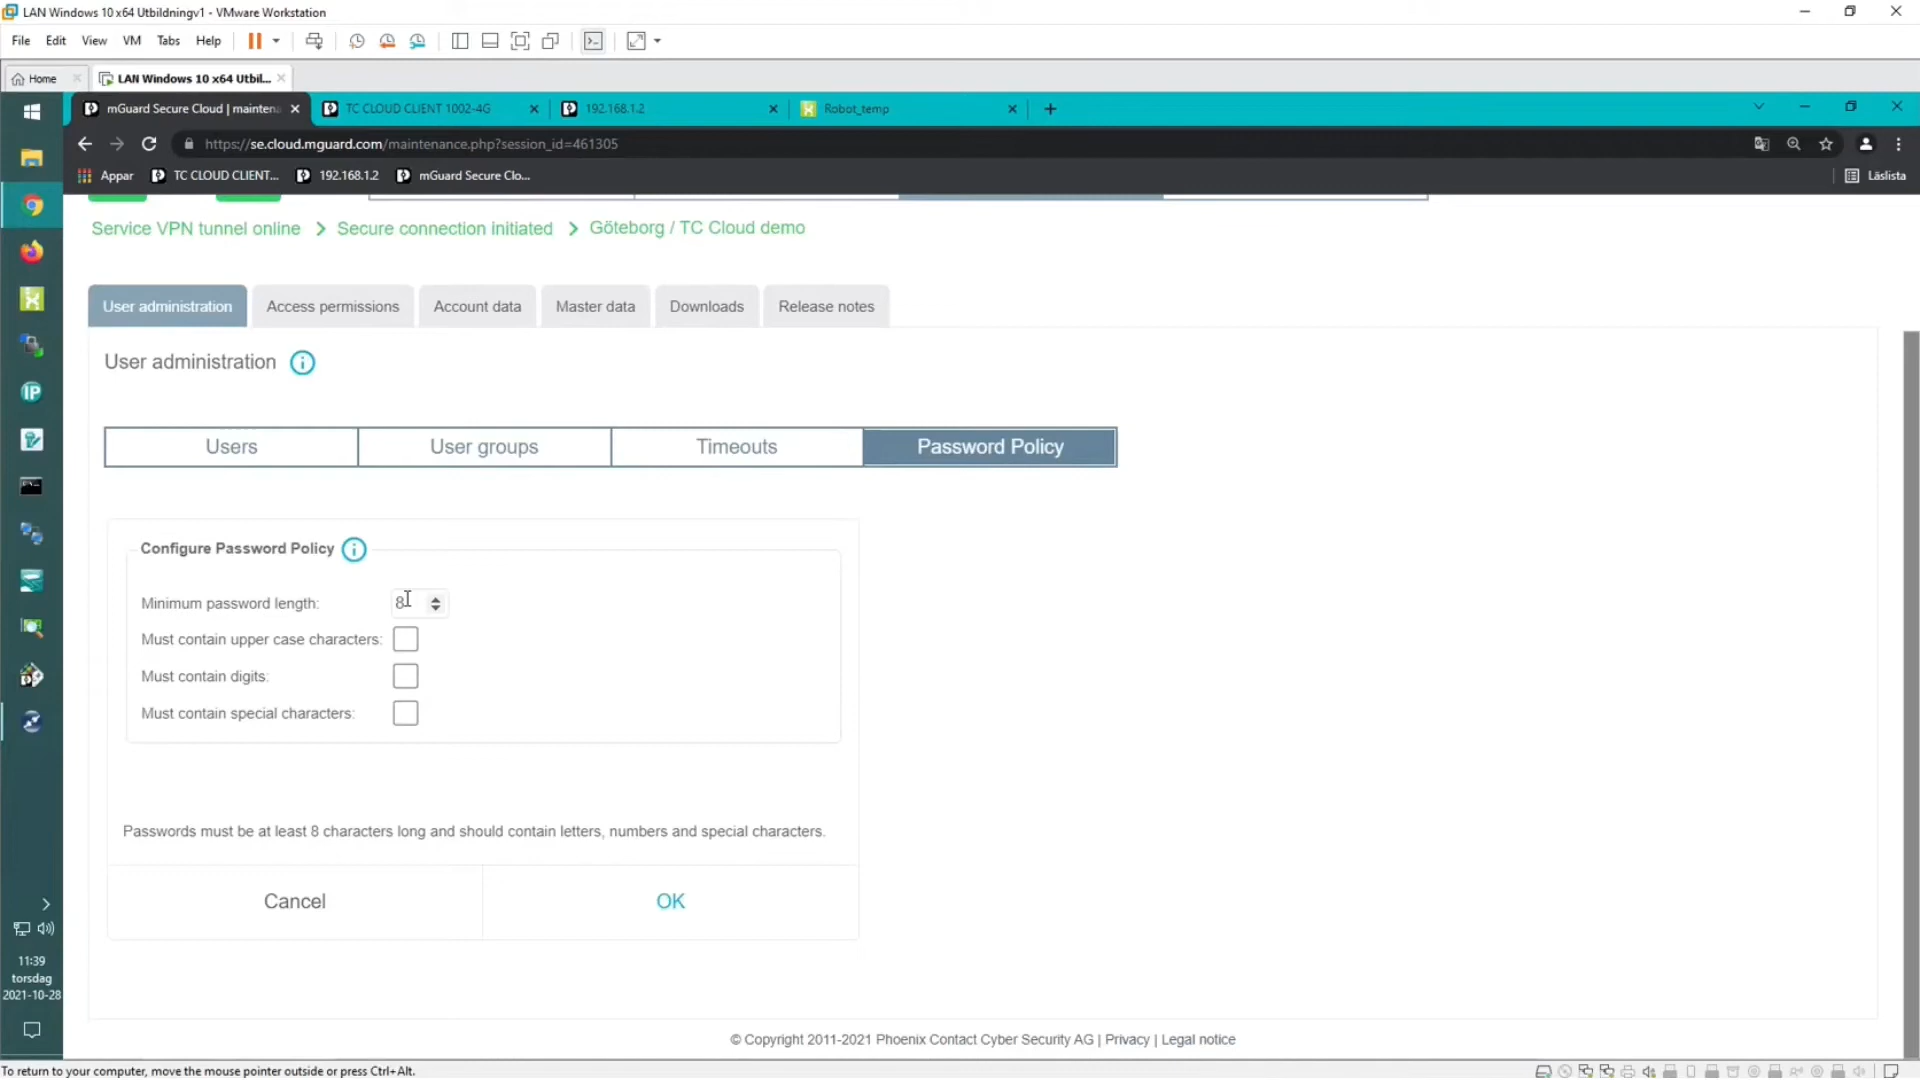 LAN Windows 10 x64 Utbildningv1 - VMware Workstation
File Edit View VM Tabs Help
Home LAN Windows 10 x64 Utbil...
mGuard Secure Cloud | maintena TC CLOUD CLIENT 1002-4G 192.168.1.2 Robot_temp
https://se.cloud.mguard.com/maintenance.php?session_id=461305
Appar TC CLOUD CLIENT... 192.168.1.2 mGuard Secure Clo... Läslista
Service VPN tunnel online > Secure connection initiated > Göteborg / TC Cloud demo
User administration Access permissions Account data Master data Downloads Release notes
User administration
Users User groups Timeouts Password Policy
Configure Password Policy
Minimum password length: 8
Must contain upper case characters:
Must contain digits:
Must contain special characters:
Passwords must be at least 8 characters long and should contain letters, numbers and special characters.
Cancel OK
11:39
torsdag
2021-10-28
© Copyright 2011-2021 Phoenix Contact Cyber Security AG | Privacy | Legal notice
To return to your computer, move the mouse pointer outside or press Ctrl+Alt.